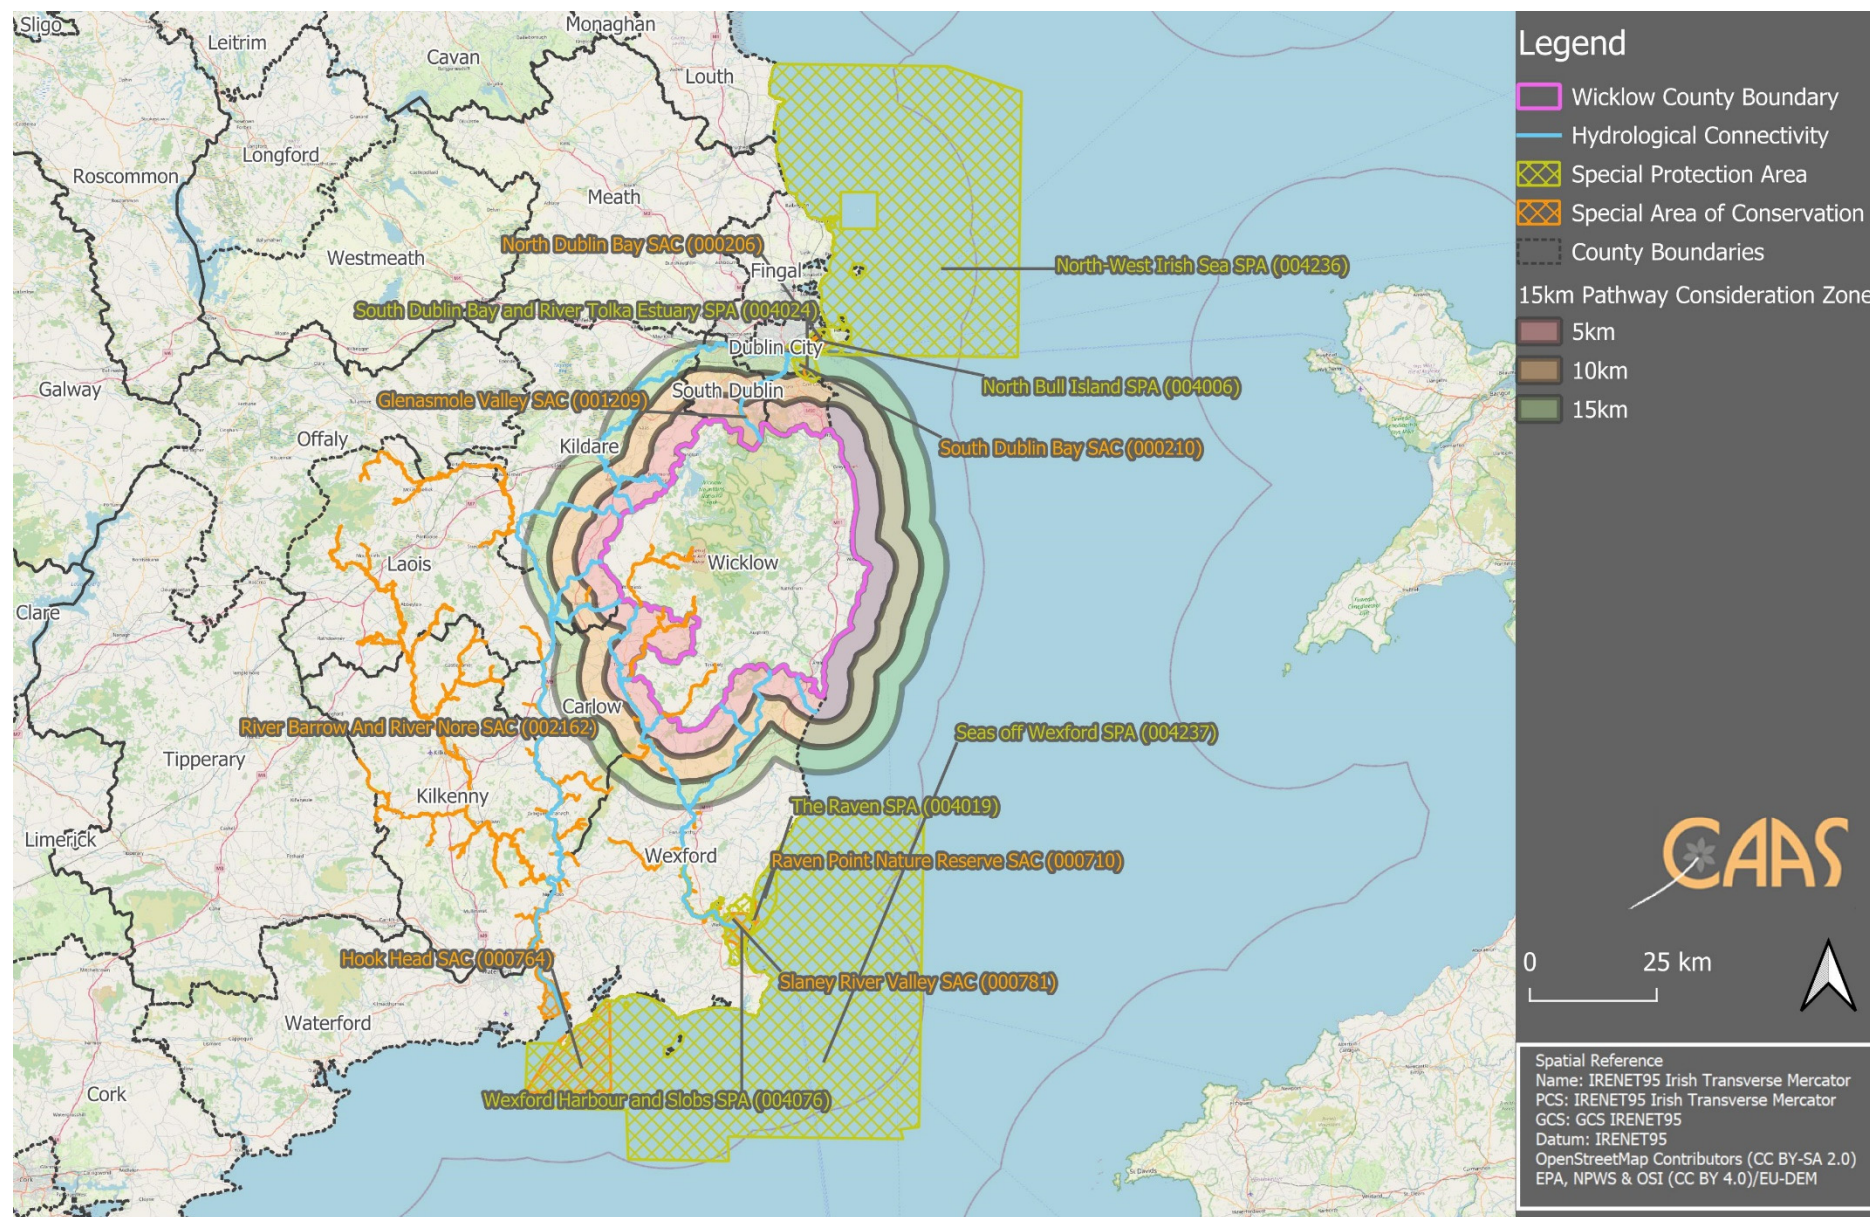 Sligo
Leitrim
Cavan
Monaghan
Louth
Longford
Roscommon
Meath
Westmeath
North Dublin Bay SAC (000206)
Fingal
North-West Irish Sea SPA (004236)
South Dublin Bay and River Tolka Estuary SPA (004024)
Dublin City
Galway
South Dublin
North Bull Island SPA (004006)
Glenasmole Valley SAC (001209)
Offaly
Kildare
South Dublin Bay SAC (000210)
Laois
Wicklow
Clare
Carlow
River Barrow And River Nore SAC (002162)
Seas off Wexford SPA (004237)
Tipperary
Kilkenny
The Raven SPA (004019)
Limerick
Wexford
Raven Point Nature Reserve SAC (000710)
Hook Head SAC (000764)
Slaney River Valley SAC (000781)
Waterford
Cork
Wexford Harbour and Slobs SPA (004076)
St Davids
Legend
Wicklow County Boundary
Hydrological Connectivity
Special Protection Area
Special Area of Conservation
County Boundaries
15km Pathway Consideration Zone
5km
10km
15km
CAAS
0 25 km
Spatial Reference
Name: IRENET95 Irish Transverse Mercator
PCS: IRENET95 Irish Transverse Mercator
GCS: GCS IRENET95
Datum: IRENET95
OpenStreetMap Contributors (CC BY-SA 2.0)
EPA, NPWS & OSI (CC BY 4.0)/EU-DEM